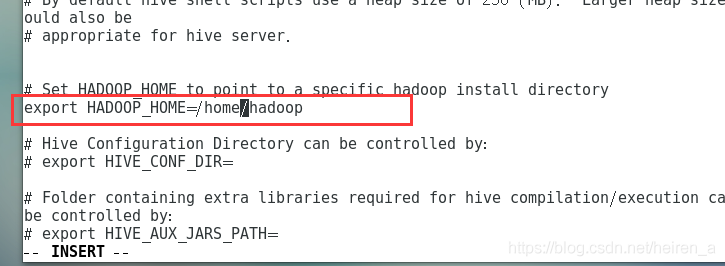 # By default hive shell scripts use a heap size of 256 (MB).  Larger heap size
ould also be
# appropriate for hive server.
# Set HADOOP_HOME to point to a specific hadoop install directory
export HADOOP_HOME=/home/hadoop
# Hive Configuration Directory can be controlled by:
# export HIVE_CONF_DIR=
# Folder containing extra libraries required for hive compilation/execution ca
be controlled by:
# export HIVE_AUX_JARS_PATH=
-- INSERT --
https://blog.csdn.net/heiren_a